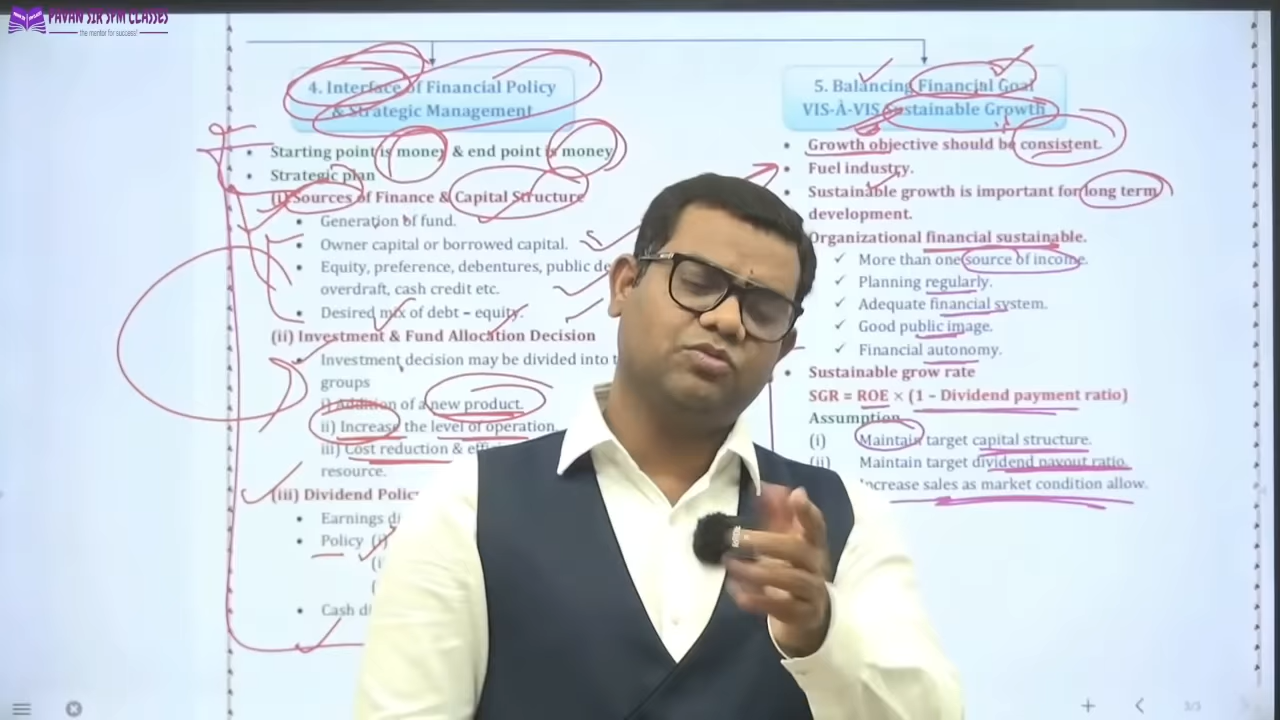 PAVAN SIR SPM CLASSES
the mentor for success!
4. Interface of Financial Policy
& Strategic Management
Starting point is money & end point is money
Strategic plan
(i) Sources of Finance & Capital Structure
Generation of fund.
Owner capital or borrowed capital.
Equity, preference, debentures, public de
overdraft, cash credit etc.
Desired mix of debt – equity.
(ii) Investment & Fund Allocation Decision
Investment decision may be divided into t
groups
i) Addition of a new product.
ii) Increase the level of operation.
iii) Cost reduction &
resource.
(iii) Dividend Polic
Earnings di
Policy (i)
Cash di
5. Balancing Financial Goal
VIS-À-VIS Sustainable Growth
Growth objective should be consistent.
Fuel industry.
Sustainable growth is important for long term
development.
Organizational financial sustainable.
✓ More than one source of income.
✓ Planning regularly.
✓ Adequate financial system.
✓ Good public image.
✓ Financial autonomy.
Sustainable grow rate
SGR = ROE × (1 – Dividend payment ratio)
Assumption
(i) Maintain target capital structure.
(ii) Maintain target dividend payout ratio.
ncrease sales as market condition allow.
3/3